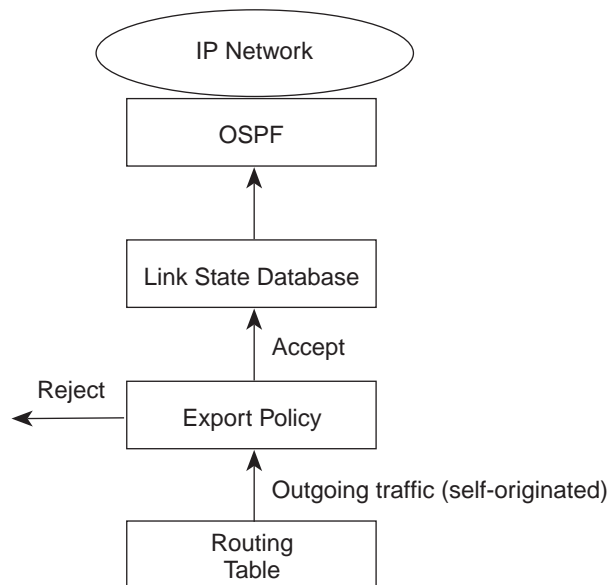 IP Network
OSPF
Link State Database
Accept
Reject
Export Policy
Outgoing traffic (self-originated)
Routing
Table